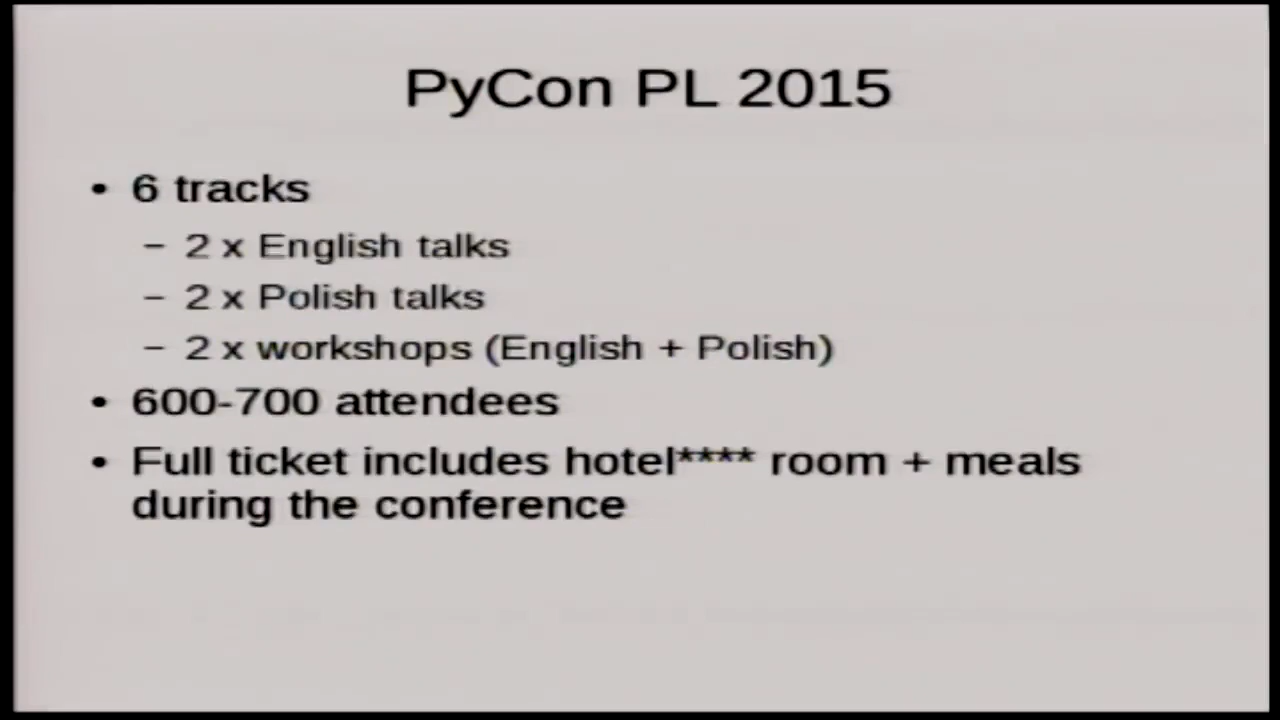 PyCon PL 2015
• 6 tracks
– 2 x English talks
– 2 x Polish talks
– 2 x workshops (English + Polish)
• 600-700 attendees
• Full ticket includes hotel**** room + meals
during the conference